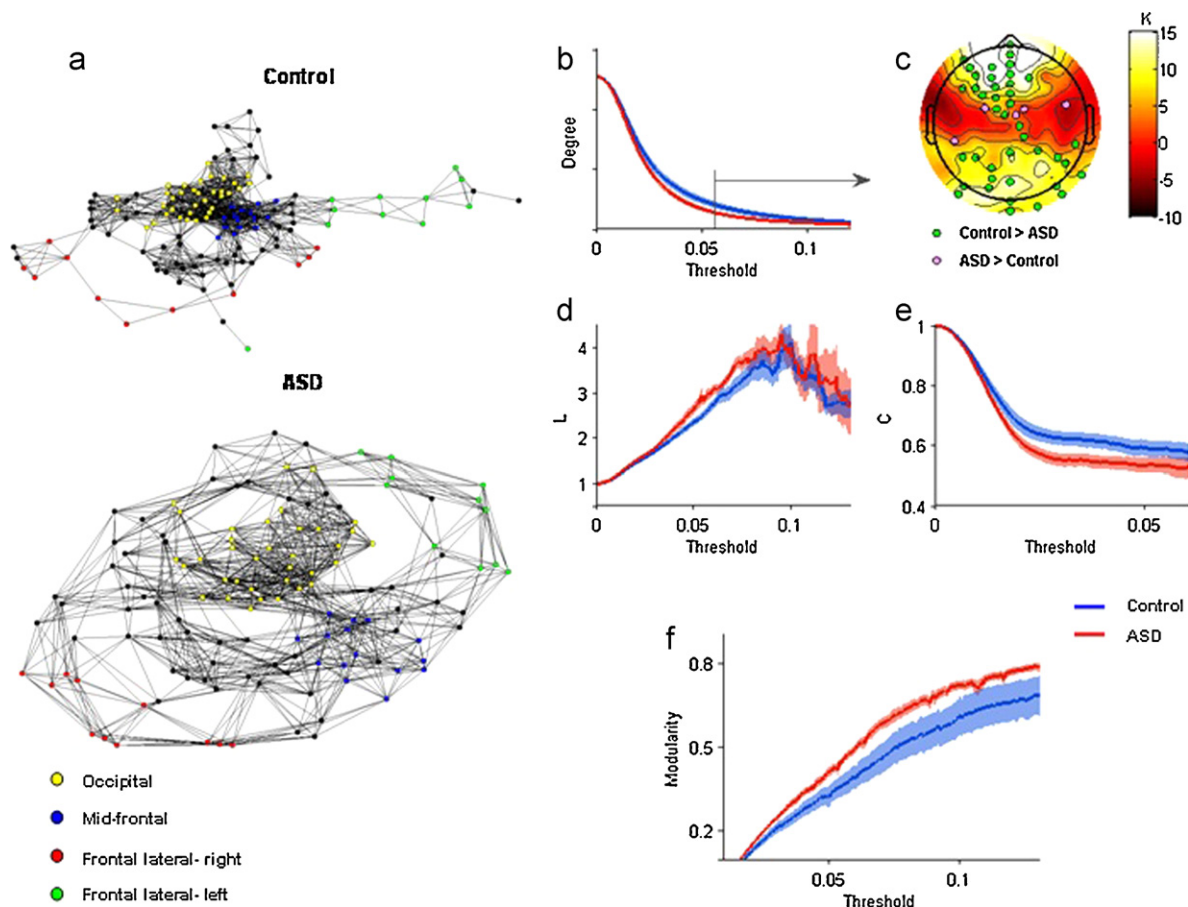 a
Control
ASD
Occipital
Mid-frontal
Frontal lateral- right
Frontal lateral- left
b
Degree
0
0.05
0.1
Threshold
c
K
15
10
5
0
-5
-10
Control > ASD
ASD > Control
d
L
4
3
2
1
0
0.05
0.1
Threshold
e
C
1
0.8
0.6
0.4
0
0.05
Threshold
Control
ASD
f
Modularity
0.8
0.5
0.2
0.05
0.1
Threshold